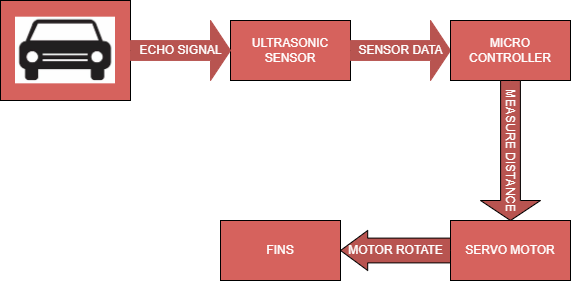 ECHO SIGNAL
ULTRASONIC
SENSOR
SENSOR DATA
MICRO
CONTROLLER
MEASURE DISTANCE
SERVO MOTOR
MOTOR ROTATE
FINS